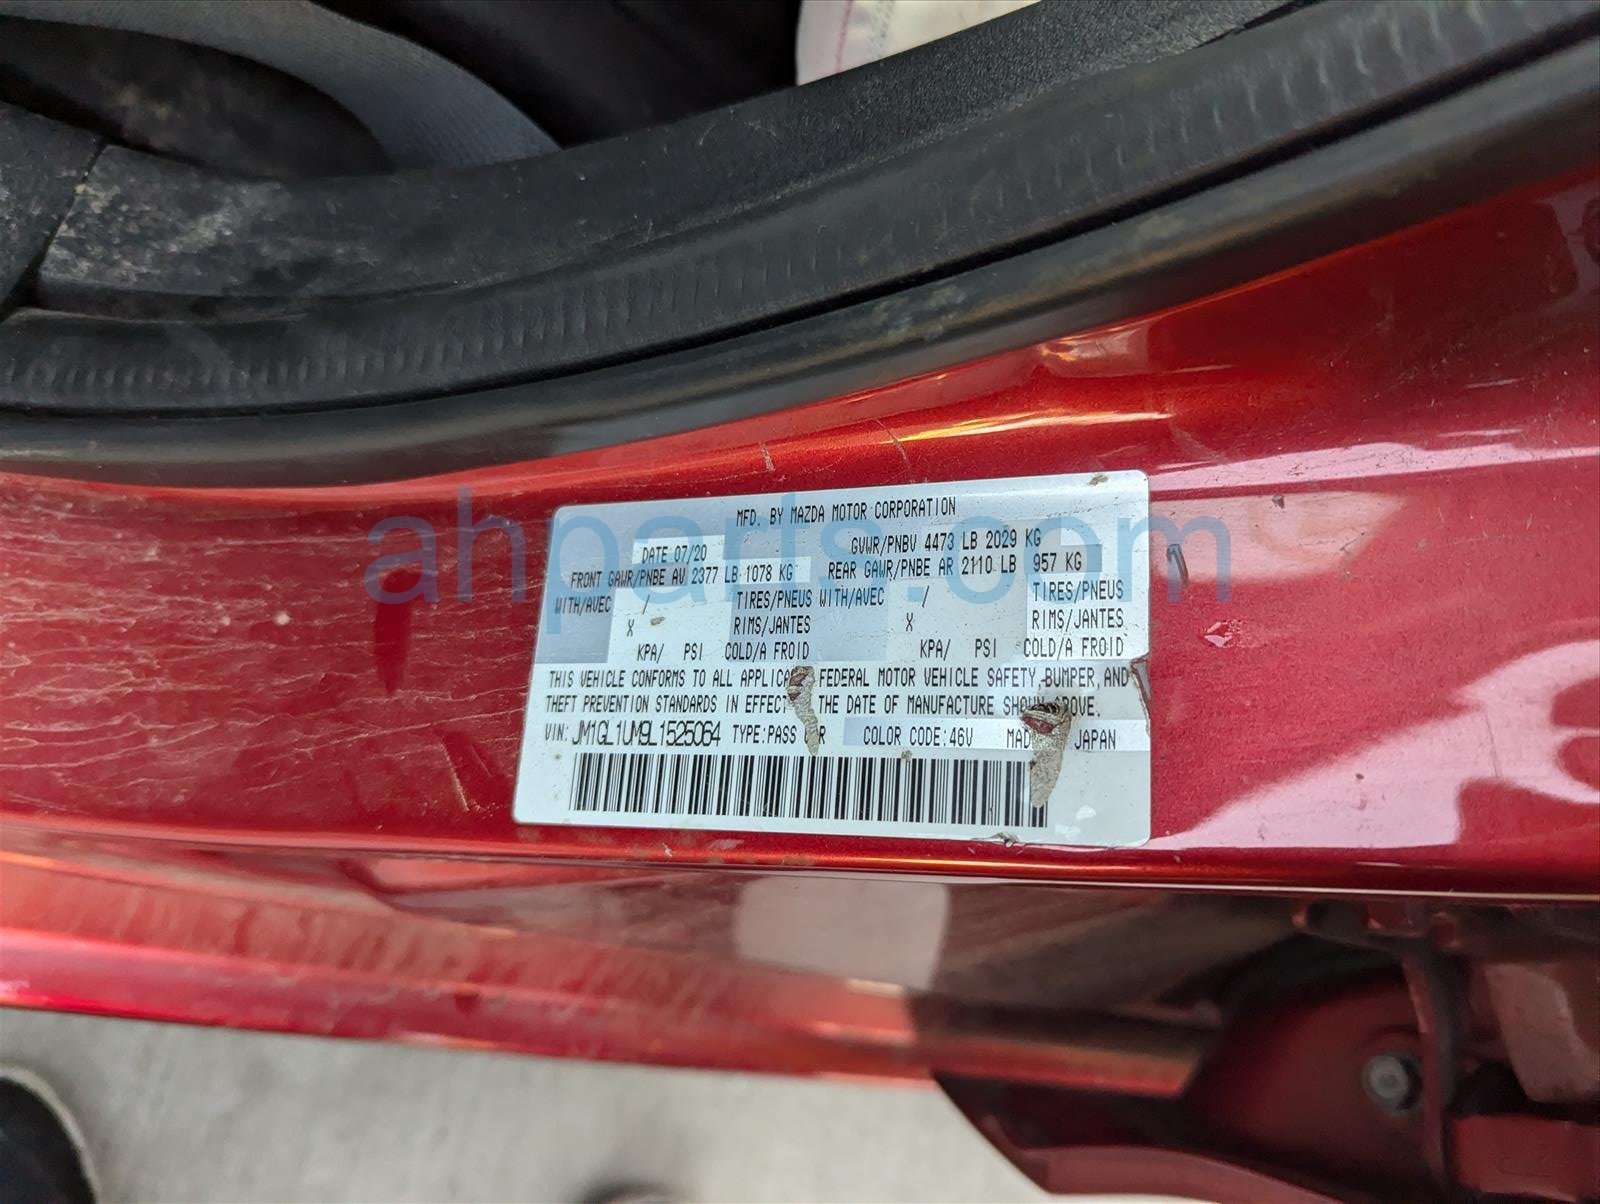 MFD. BY MAZDA MOTOR CORPORATION
DATE 07/20 GVWR/PNBV 4473 LB 2029 KG
FRONT GAWR/PNBE AV 2377 LB 1078 KG REAR GAWR/PNBE AR 2110 LB 957 KG
WITH/AVEC / TIRES/PNEUS WITH/AVEC / TIRES/PNEUS
X RIMS/JANTES X RIMS/JANTES
KPA/ PSI COLD/A FROID KPA/ PSI COLD/A FROID
THIS VEHICLE CONFORMS TO ALL FEDERAL MOTOR VEHICLE SAFETY, BUMPER, AND
THEFT PREVENTION STANDARDS IN EFFECT THE DATE OF MANUFACTURE
VIN: JM1GL1UM9L1525064 TYPE:PASS COLOR CODE:46V JAPAN
ahparts.com